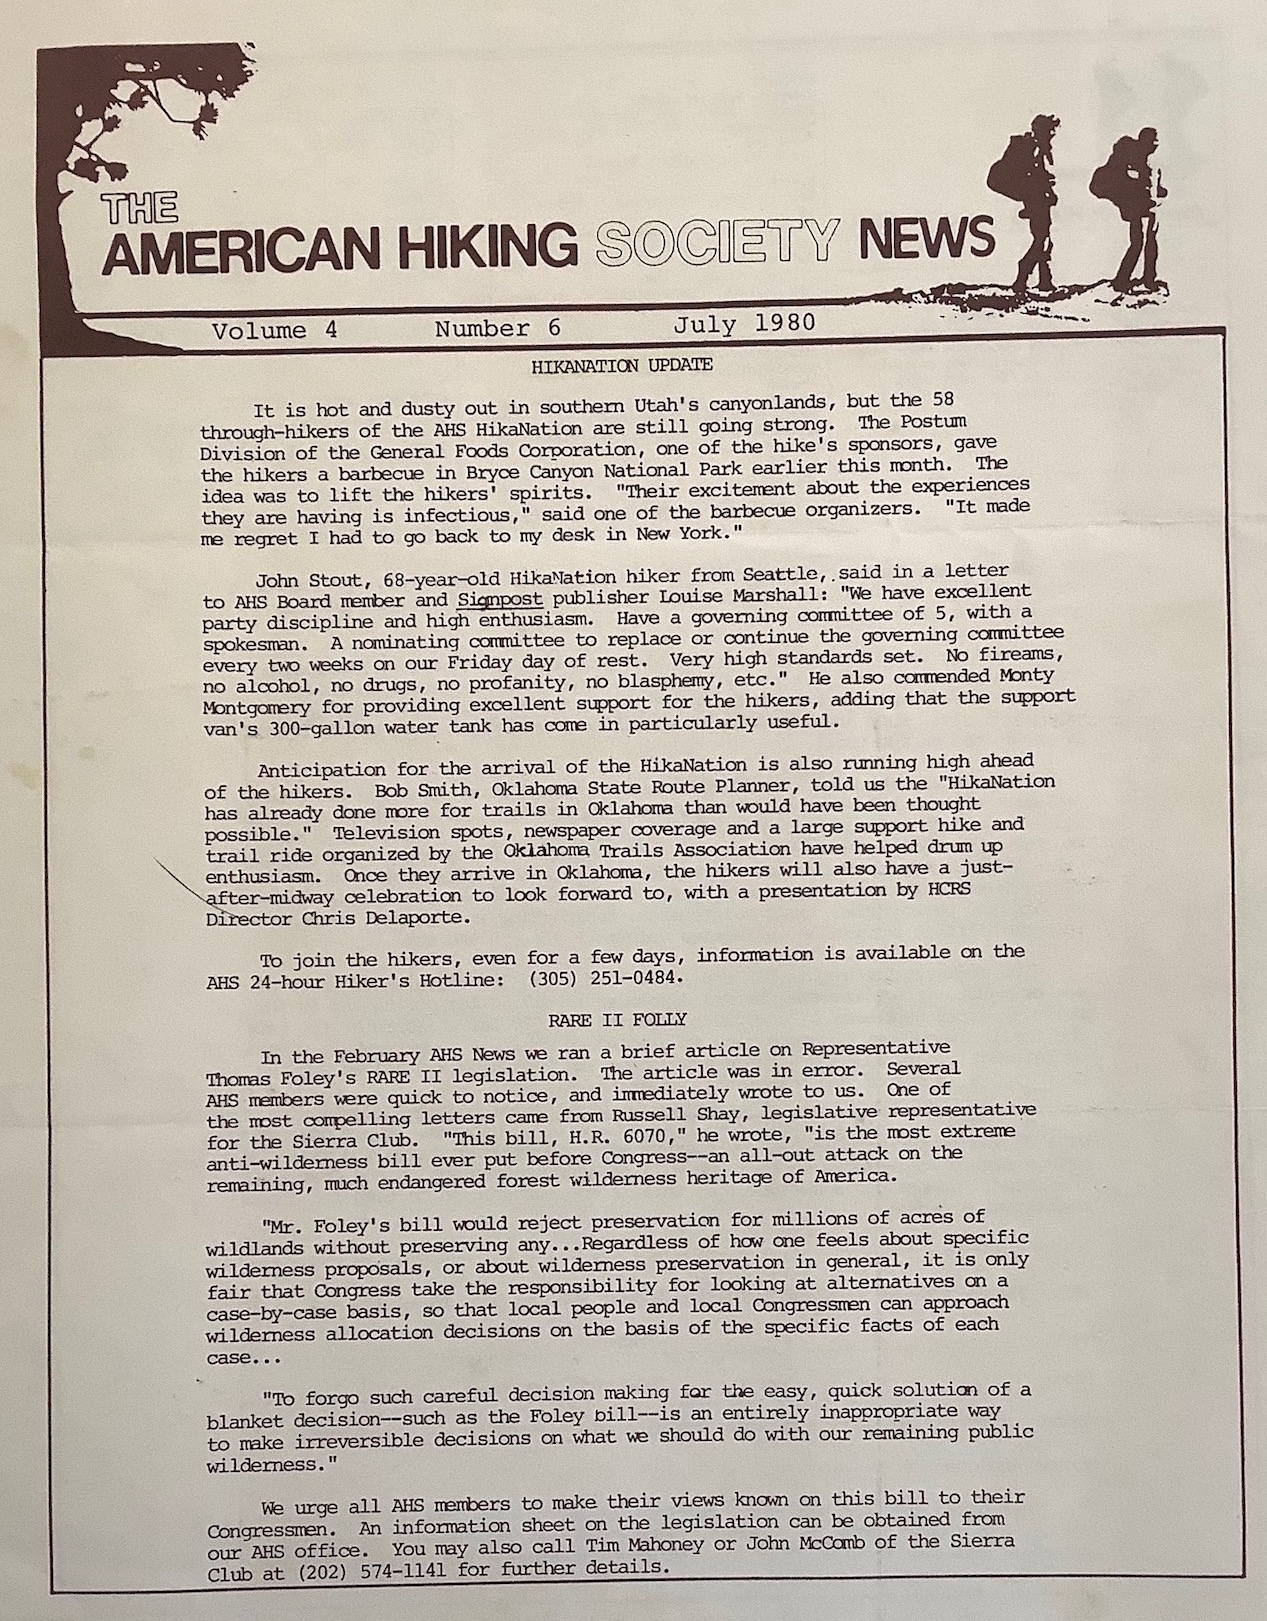 THE
AMERICAN HIKING SOCIETY NEWS
Volume 4 Number 6 July 1980
HIKANATION UPDATE
It is hot and dusty out in southern Utah's canyonlands, but the 58
through-hikers of the AHS HikaNation are still going strong. The Postum
Division of the General Foods Corporation, one of the hike's sponsors, gave
the hikers a barbecue in Bryce Canyon National Park earlier this month. The
idea was to lift the hikers' spirits. "Their excitement about the experiences
they are having is infectious," said one of the barbecue organizers. "It made
me regret I had to go back to my desk in New York."
John Stout, 68-year-old HikaNation hiker from Seattle, said in a letter
to AHS Board member and Signpost publisher Louise Marshall: "We have excellent
party discipline and high enthusiasm. Have a governing committee of 5, with a
spokesman. A nominating committee to replace or continue the governing committee
every two weeks on our Friday day of rest. Very high standards set. No fireams,
no alcohol, no drugs, no profanity, no blasphemy, etc." He also commended Monty
Montgomery for providing excellent support for the hikers, adding that the support
van's 300-gallon water tank has come in particularly useful.
Anticipation for the arrival of the HikaNation is also running high ahead
of the hikers. Bob Smith, Oklahoma State Route Planner, told us the "HikaNation
has already done more for trails in Oklahoma than would have been thought
possible." Television spots, newspaper coverage and a large support hike and
trail ride organized by the Oklahoma Trails Association have helped drum up
enthusiasm. Once they arrive in Oklahoma, the hikers will also have a just-
after-midway celebration to look forward to, with a presentation by HCRS
Director Chris Delaporte.
To join the hikers, even for a few days, information is available on the
AHS 24-hour Hiker's Hotline: (305) 251-0484.
RARE II FOLLY
In the February AHS News we ran a brief article on Representative
Thomas Foley's RARE II legislation. The article was in error. Several
AHS members were quick to notice, and immediately wrote to us. One of
the most compelling letters came from Russell Shay, legislative representative
for the Sierra Club. "This bill, H.R. 6070," he wrote, "is the most extreme
anti-wilderness bill ever put before Congress--an all-out attack on the
remaining, much endangered forest wilderness heritage of America.
"Mr. Foley's bill would reject preservation for millions of acres of
wildlands without preserving any...Regardless of how one feels about specific
wilderness proposals, or about wilderness preservation in general, it is only
fair that Congress take the responsibility for looking at alternatives on a
case-by-case basis, so that local people and local Congressmen can approach
wilderness allocation decisions on the basis of the specific facts of each
case...
"To forgo such careful decision making for the easy, quick solution of a
blanket decision--such as the Foley bill--is an entirely inappropriate way
to make irreversible decisions on what we should do with our remaining public
wilderness."
We urge all AHS members to make their views known on this bill to their
Congressmen. An information sheet on the legislation can be obtained from
our AHS office. You may also call Tim Mahoney or John McComb of the Sierra
Club at (202) 574-1141 for further details.